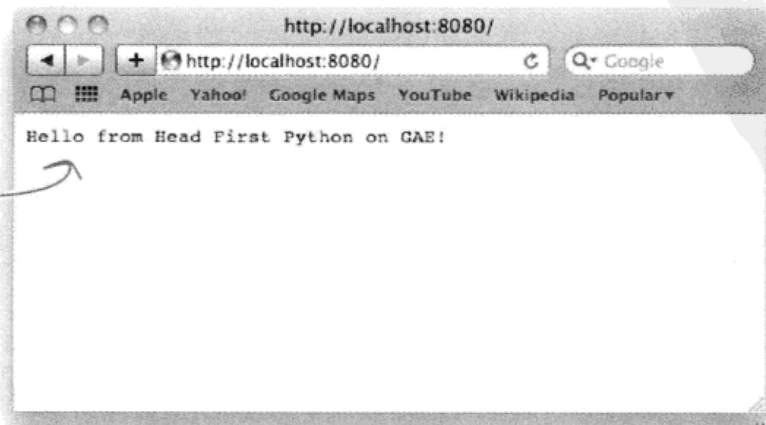 http://localhost:8080/
http://localhost:8080/ Google
Apple Yahoo! Google Maps YouTube Wikipedia Popular
Hello from Head First Python on GAE!